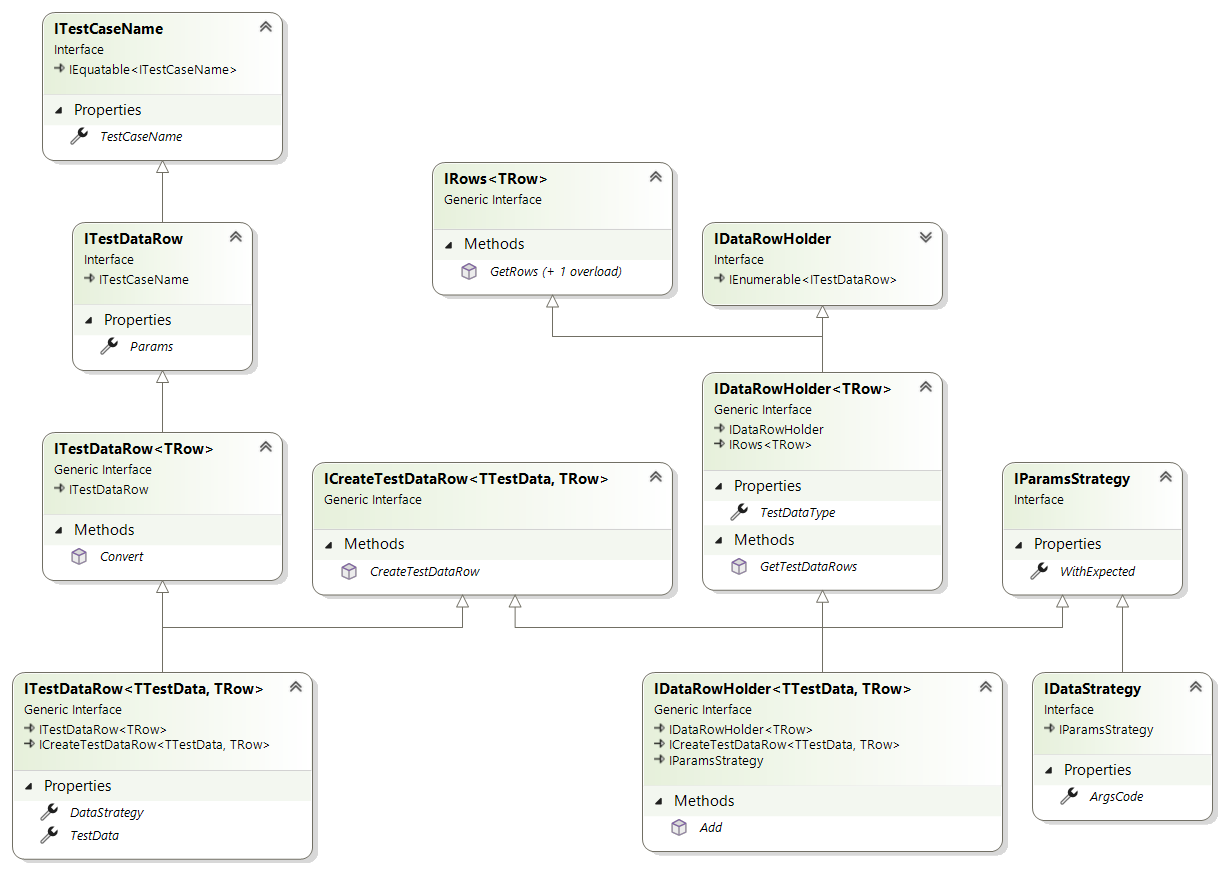 ITestCaseName
Interface
IEquatable<ITestCaseName>
Properties
TestCaseName
IRows<TRow>
Generic Interface
Methods
GetRows (+ 1 overload)
ITestDataRow
Interface
ITestCaseName
Properties
Params
IDataRowHolder
Interface
IEnumerable<ITestDataRow>
IDataRowHolder<TRow>
Generic Interface
IDataRowHolder
IRows<TRow>
Properties
TestDataType
Methods
GetTestDataRows
ITestDataRow<TRow>
Generic Interface
ITestDataRow
Methods
Convert
ICreateTestDataRow<TTestData, TRow>
Generic Interface
Methods
CreateTestDataRow
IParamsStrategy
Interface
Properties
WithExpected
ITestDataRow<TTestData, TRow>
Generic Interface
ITestDataRow<TRow>
ICreateTestDataRow<TTestData, TRow>
Properties
DataStrategy
TestData
IDataRowHolder<TTestData, TRow>
Generic Interface
IDataRowHolder<TRow>
ICreateTestDataRow<TTestData, TRow>
IParamsStrategy
Methods
Add
IDataStrategy
Interface
IParamsStrategy
Properties
ArgsCode